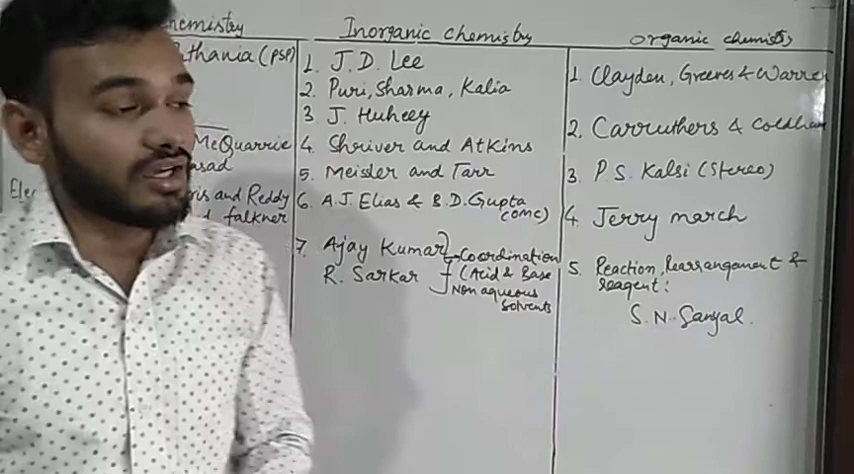 hemistry
thania (PSP)
McQuarrie
asad
Ele
ris and Reddy
falkner
Inorganic chemistry
1. J.D. Lee
2. Puri, Sharma, Kalia
3 J. Huheey
4. Shriver and Atkins
5. Meisler and Tarr
6. A.J. Elias & B.D. Gupta
(OMC)
7. Ajay Kumar
R. Sarkar
Coordination
(Acid & Base
Non aqueous
Solvents
organic chemistry
1. Clayden, Greeves & Warren
2. Carruthers & Coldham
3. P.S. Kalsi (Stereo)
4. Jerry march
5. Reaction, Rearrangement &
reagent:
S. N. Sanyal.